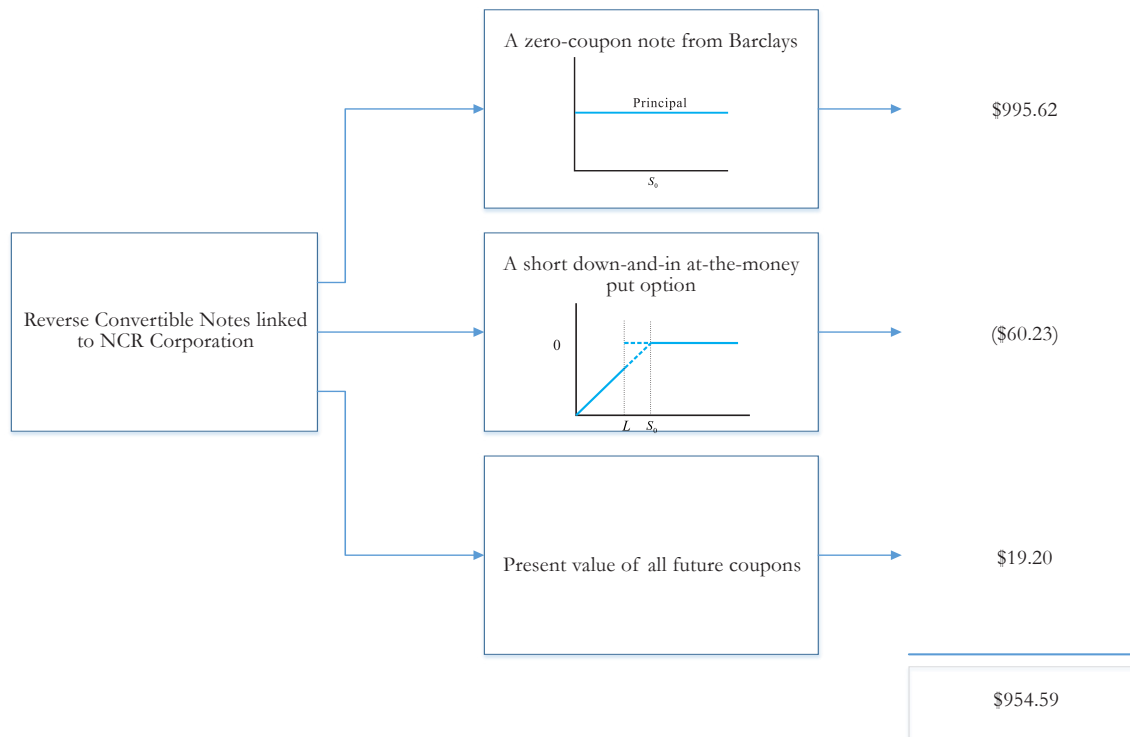 A zero-coupon note from Barclays
Principal
S₀
$995.62
Reverse Convertible Notes linked
to NCR Corporation
A short down-and-in at-the-money
put option
0
L S₀
($60.23)
Present value of all future coupons
$19.20
$954.59